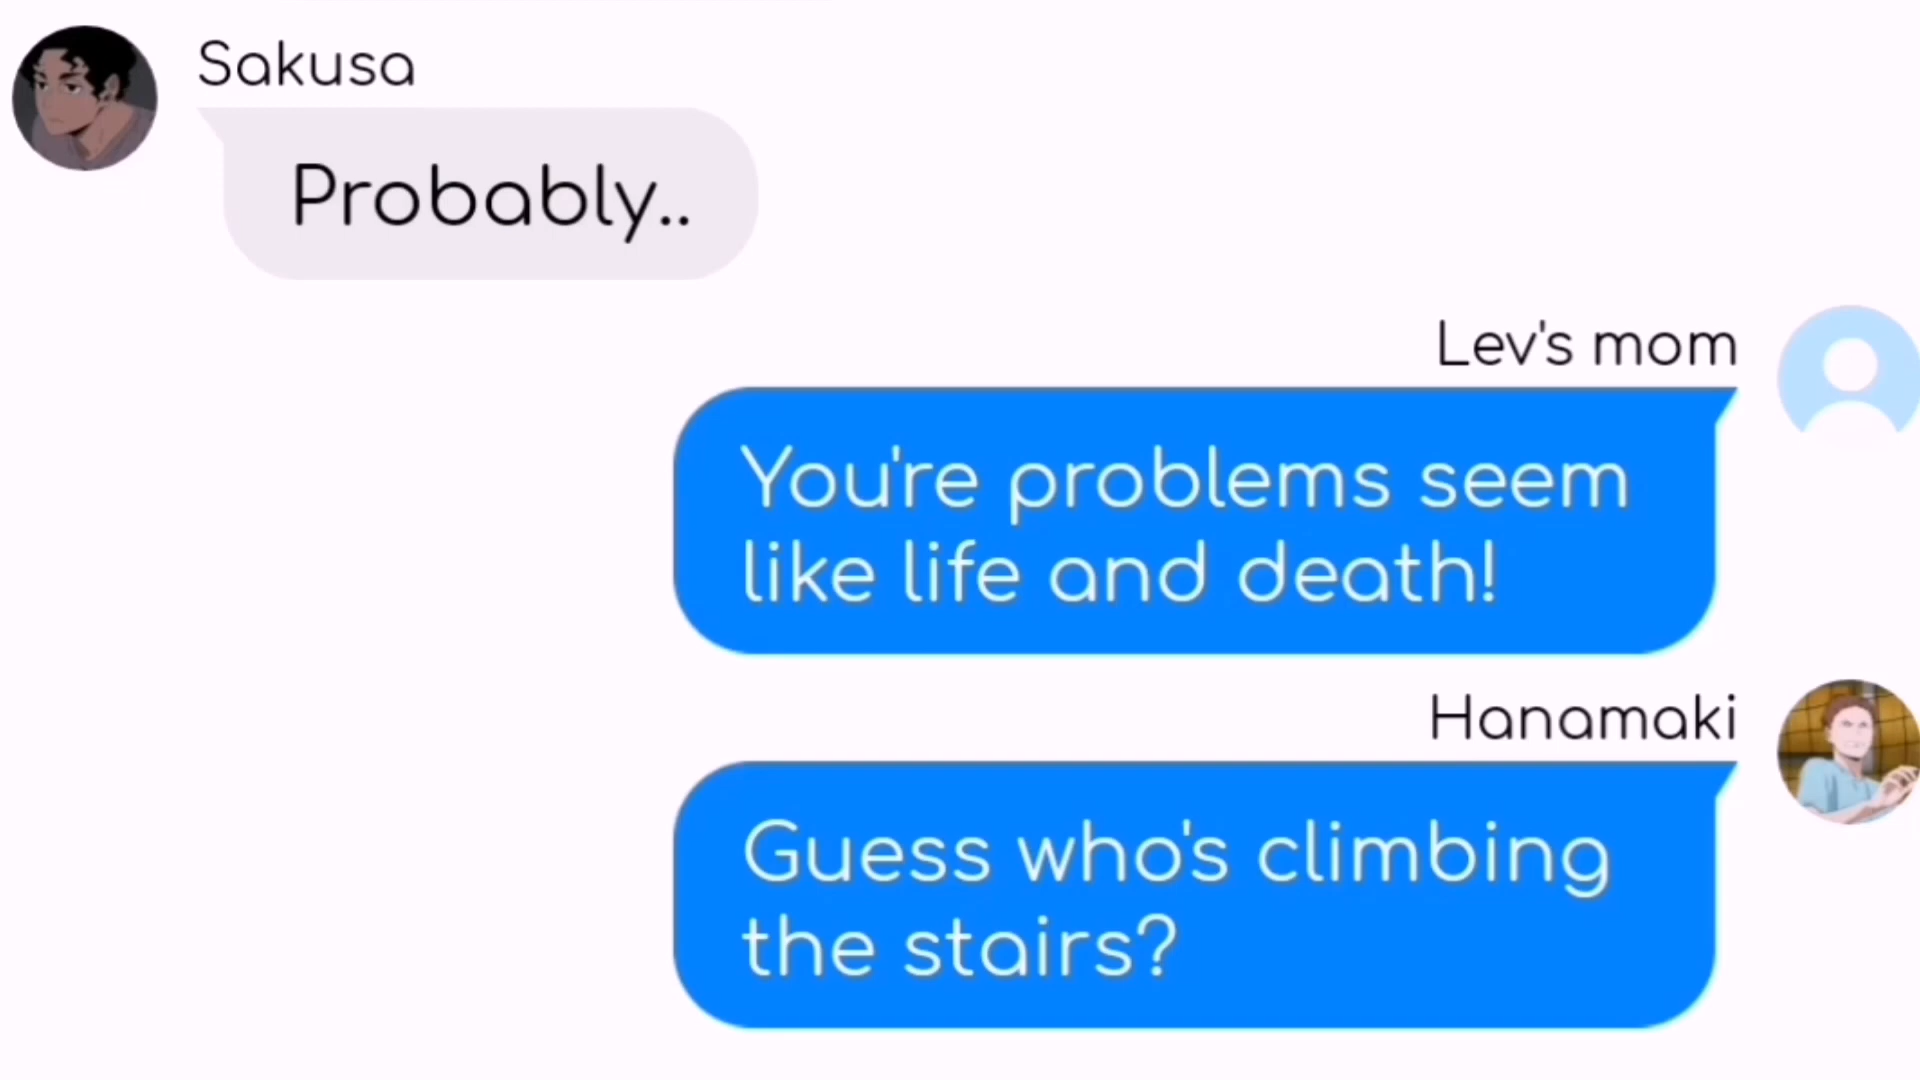 Sakusa
Probably..
Lev's mom
You're problems seem
like life and death!
Hanamaki
Guess who's climbing
the stairs?